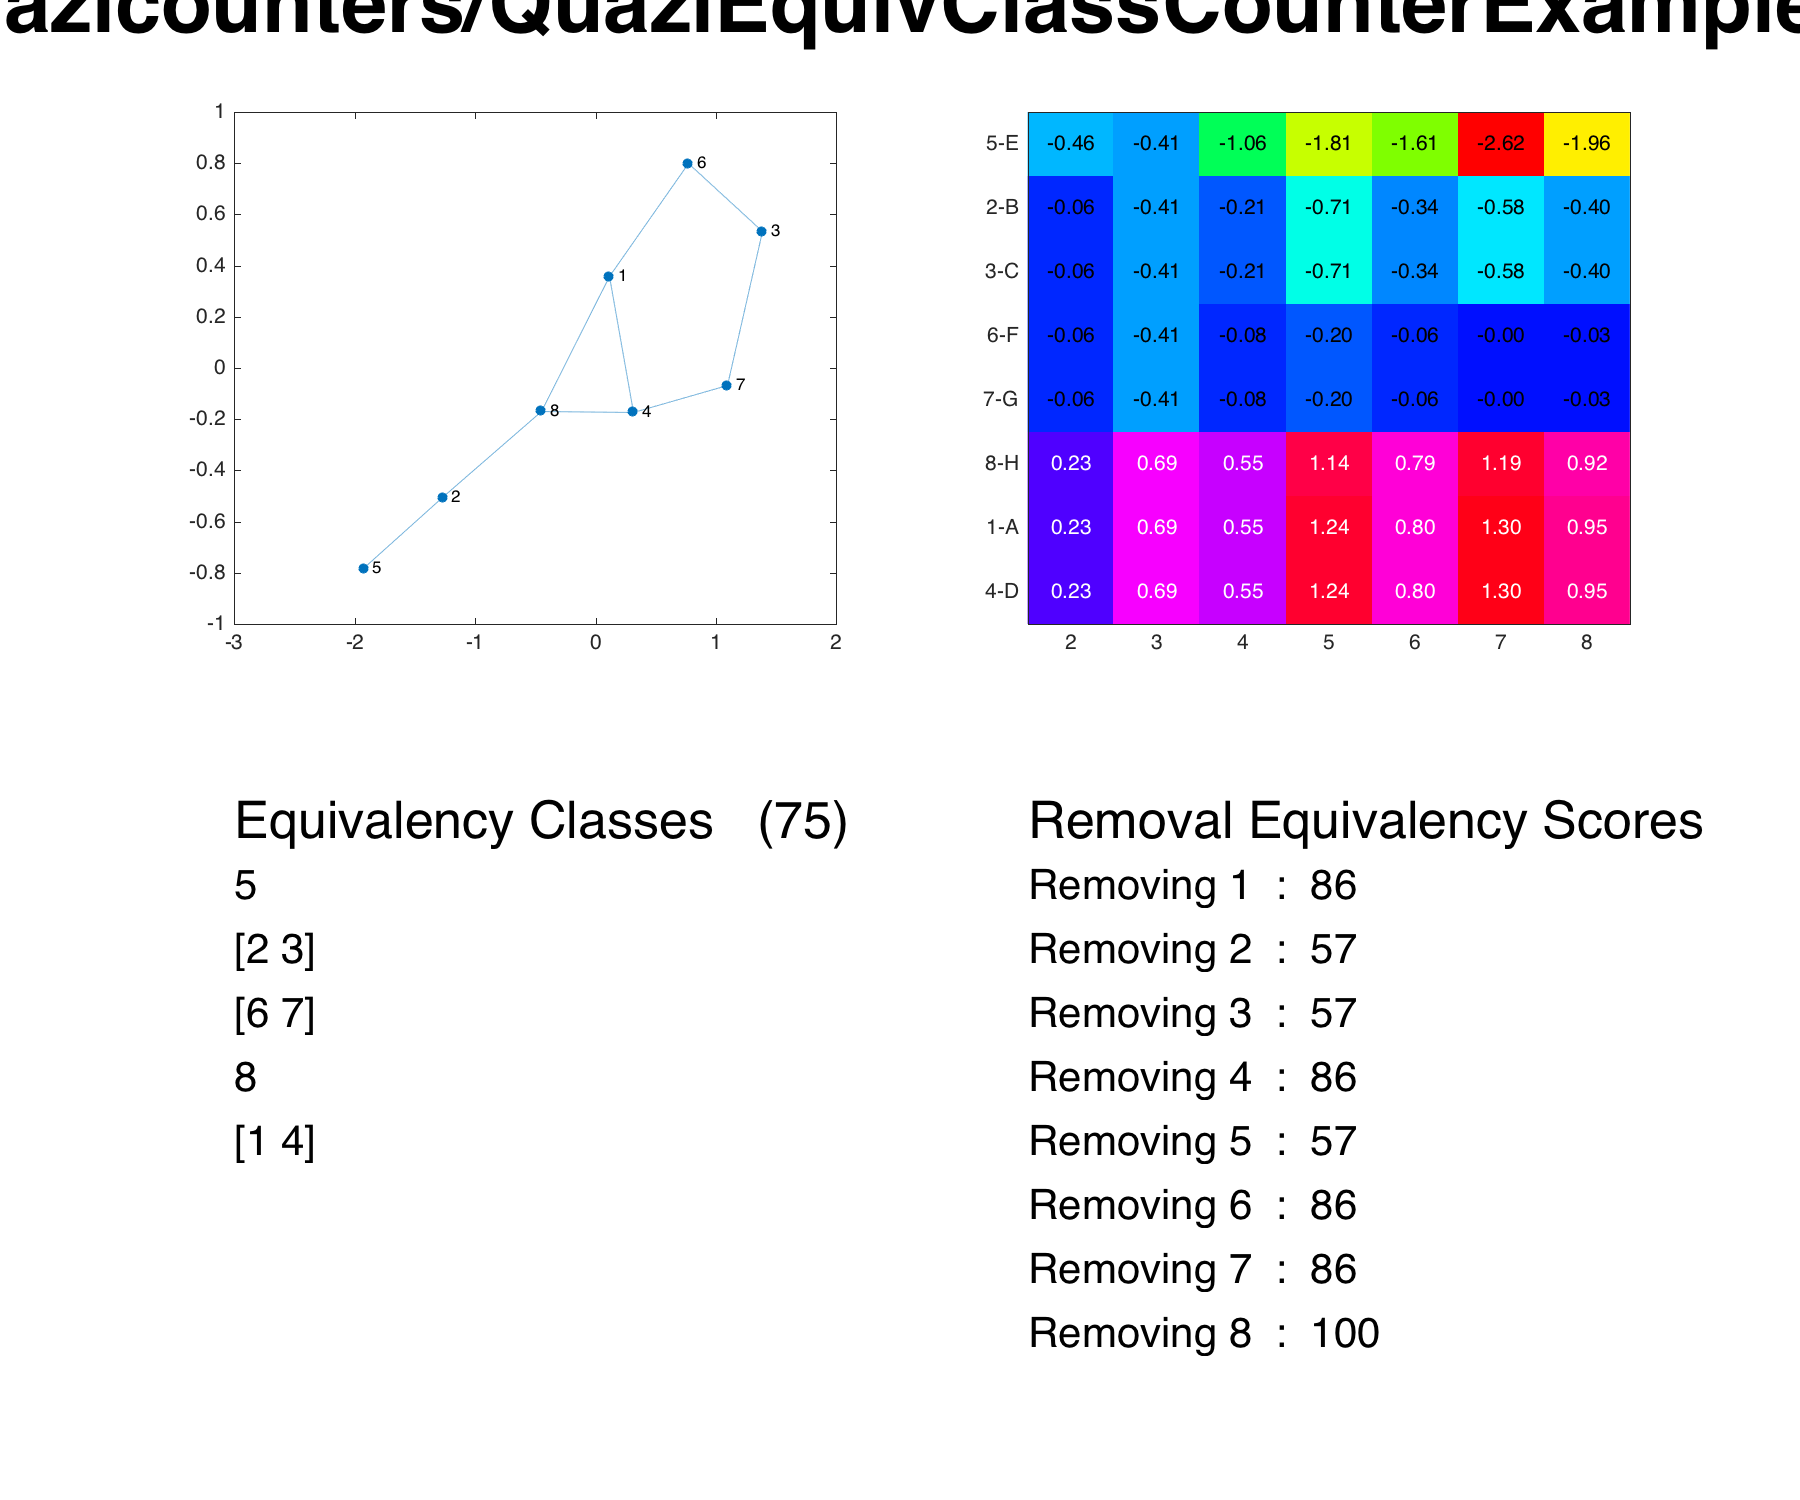 azicounters/QuaziEquivClassCounterExample
1
0.8
0.6
0.4
0.2
0
-0.2
-0.4
-0.6
-0.8
-1
-3 -2 -1 0 1 2
6
3
1
7
8
4
2
5
5-E -0.46 -0.41 -1.06 -1.81 -1.61 -2.62 -1.96
2-B -0.06 -0.41 -0.21 -0.71 -0.34 -0.58 -0.40
3-C -0.06 -0.41 -0.21 -0.71 -0.34 -0.58 -0.40
6-F -0.06 -0.41 -0.08 -0.20 -0.06 -0.00 -0.03
7-G -0.06 -0.41 -0.08 -0.20 -0.06 -0.00 -0.03
8-H 0.23 0.69 0.55 1.14 0.79 1.19 0.92
1-A 0.23 0.69 0.55 1.24 0.80 1.30 0.95
4-D 0.23 0.69 0.55 1.24 0.80 1.30 0.95
2 3 4 5 6 7 8
Equivalency Classes (75)
5
[2 3]
[6 7]
8
[1 4]
Removal Equivalency Scores
Removing 1 : 86
Removing 2 : 57
Removing 3 : 57
Removing 4 : 86
Removing 5 : 57
Removing 6 : 86
Removing 7 : 86
Removing 8 : 100